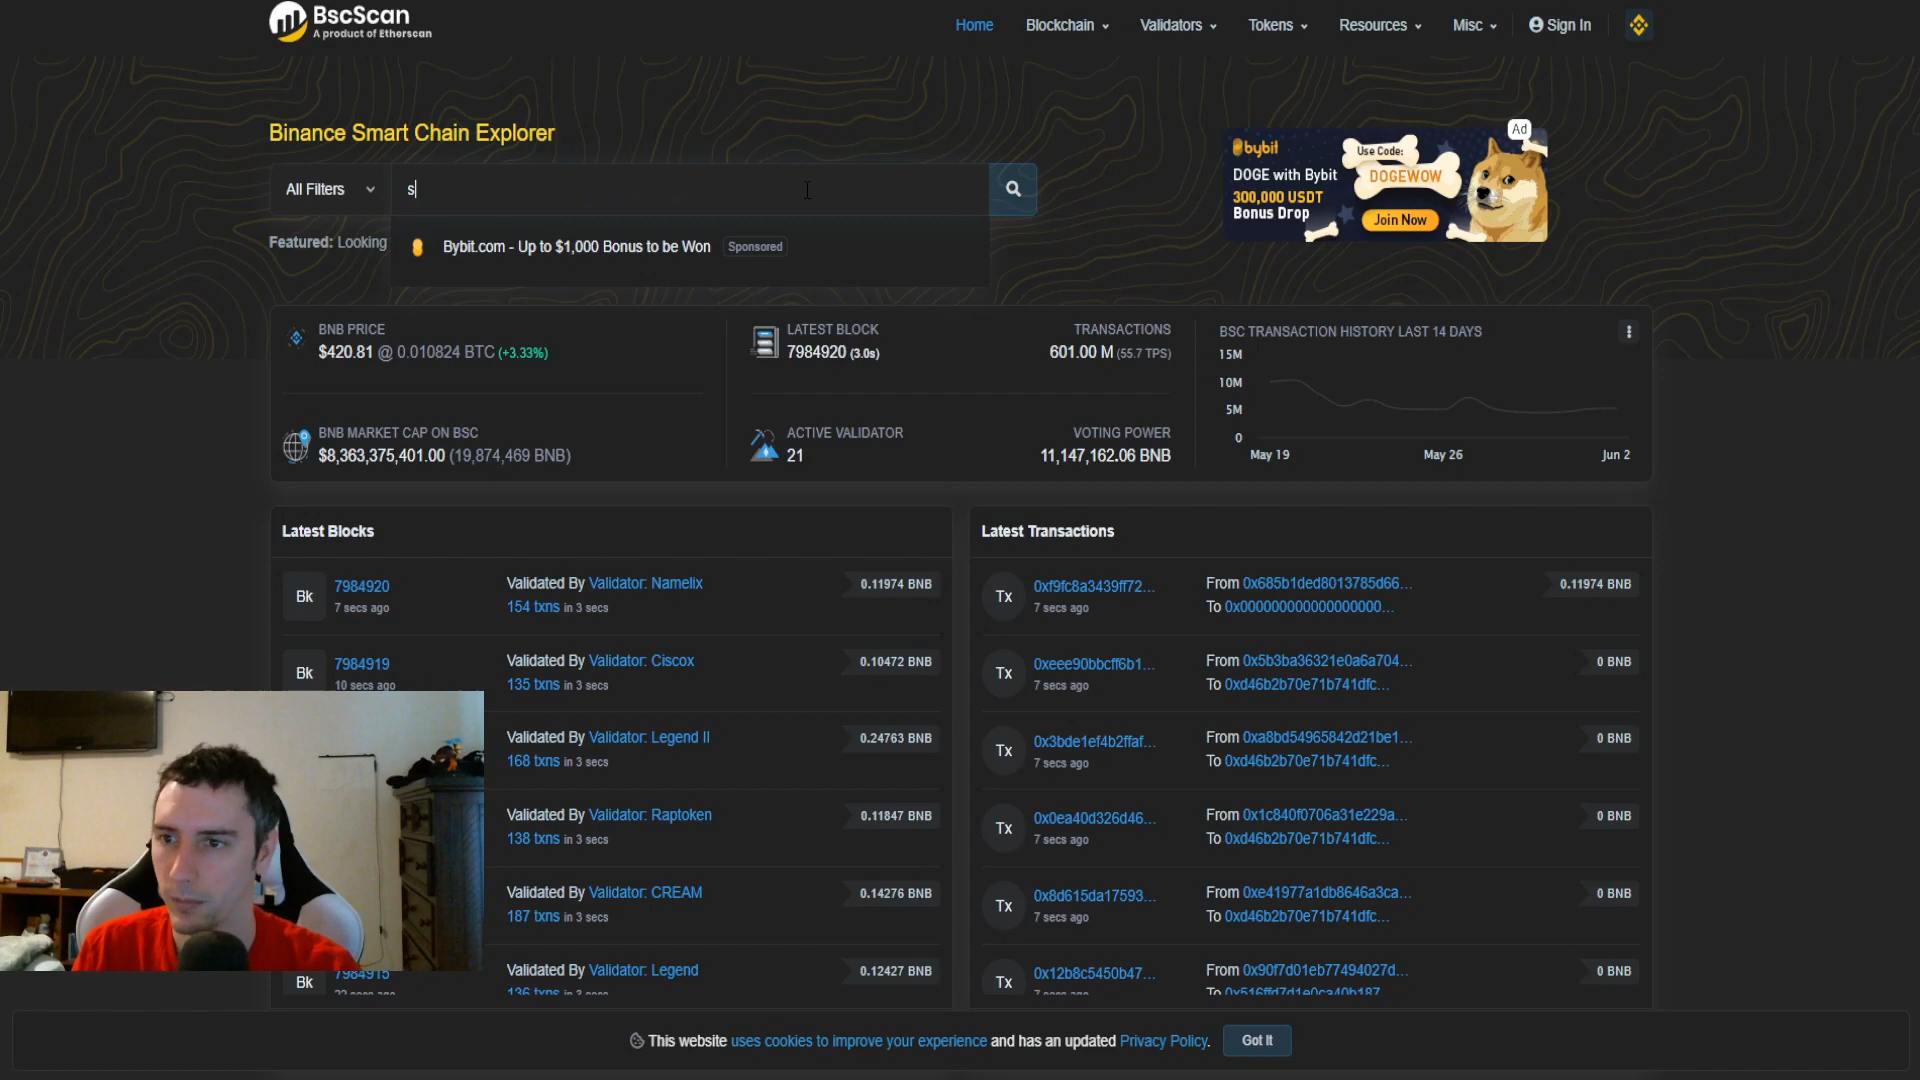 BscScan
A product of Etherscan
Home
Blockchain
Validators
Tokens
Resources
Misc
Sign In
Binance Smart Chain Explorer
All Filters
s
Featured: Looking
Bybit.com - Up to $1,000 Bonus to be Won
Sponsored
Ad
bybit
DOGE with Bybit
300,000 USDT
Bonus Drop
Use Code:
DOGEWOW
Join Now
BNB PRICE
$420.81 @ 0.010824 BTC (+3.33%)
BNB MARKET CAP ON BSC
$8,363,375,401.00 (19,874,469 BNB)
LATEST BLOCK
7984920 (3.0s)
TRANSACTIONS
601.00 M (55.7 TPS)
ACTIVE VALIDATOR
21
VOTING POWER
11,147,162.06 BNB
BSC TRANSACTION HISTORY LAST 14 DAYS
15M
10M
5M
0
May 19
May 26
Jun 2
Latest Blocks
Bk
7984920
7 secs ago
Validated By Validator: Namelix
154 txns in 3 secs
0.11974 BNB
Bk
7984919
10 secs ago
Validated By Validator: Ciscox
135 txns in 3 secs
0.10472 BNB
Validated By Validator: Legend II
168 txns in 3 secs
0.24763 BNB
Validated By Validator: Raptoken
138 txns in 3 secs
0.11847 BNB
Validated By Validator: CREAM
187 txns in 3 secs
0.14276 BNB
Bk
7984915
22 secs ago
Validated By Validator: Legend
136 txns in 3 secs
0.12427 BNB
Latest Transactions
Tx
0xf9fc8a3439ff72...
7 secs ago
From 0x685b1ded8013785d66...
To 0x000000000000000000...
0.11974 BNB
Tx
0xeee90bbcff6b1...
7 secs ago
From 0x5b3ba36321e0a6a704...
To 0xd46b2b70e71b741dfc...
0 BNB
Tx
0x3bde1ef4b2ffaf...
7 secs ago
From 0xa8bd54965842d21be1...
To 0xd46b2b70e71b741dfc...
0 BNB
Tx
0x0ea40d326d46...
7 secs ago
From 0x1c840f0706a31e229a...
To 0xd46b2b70e71b741dfc...
0 BNB
Tx
0x8d615da17593...
7 secs ago
From 0xe41977a1db8646a3ca...
To 0xd46b2b70e71b741dfc...
0 BNB
Tx
0x12b8c5450b47...
7 secs ago
From 0x90f7d01eb77494027d...
To 0x516ffd7d1e0ca40b187
0 BNB
This website uses cookies to improve your experience and has an updated Privacy Policy.
Got It